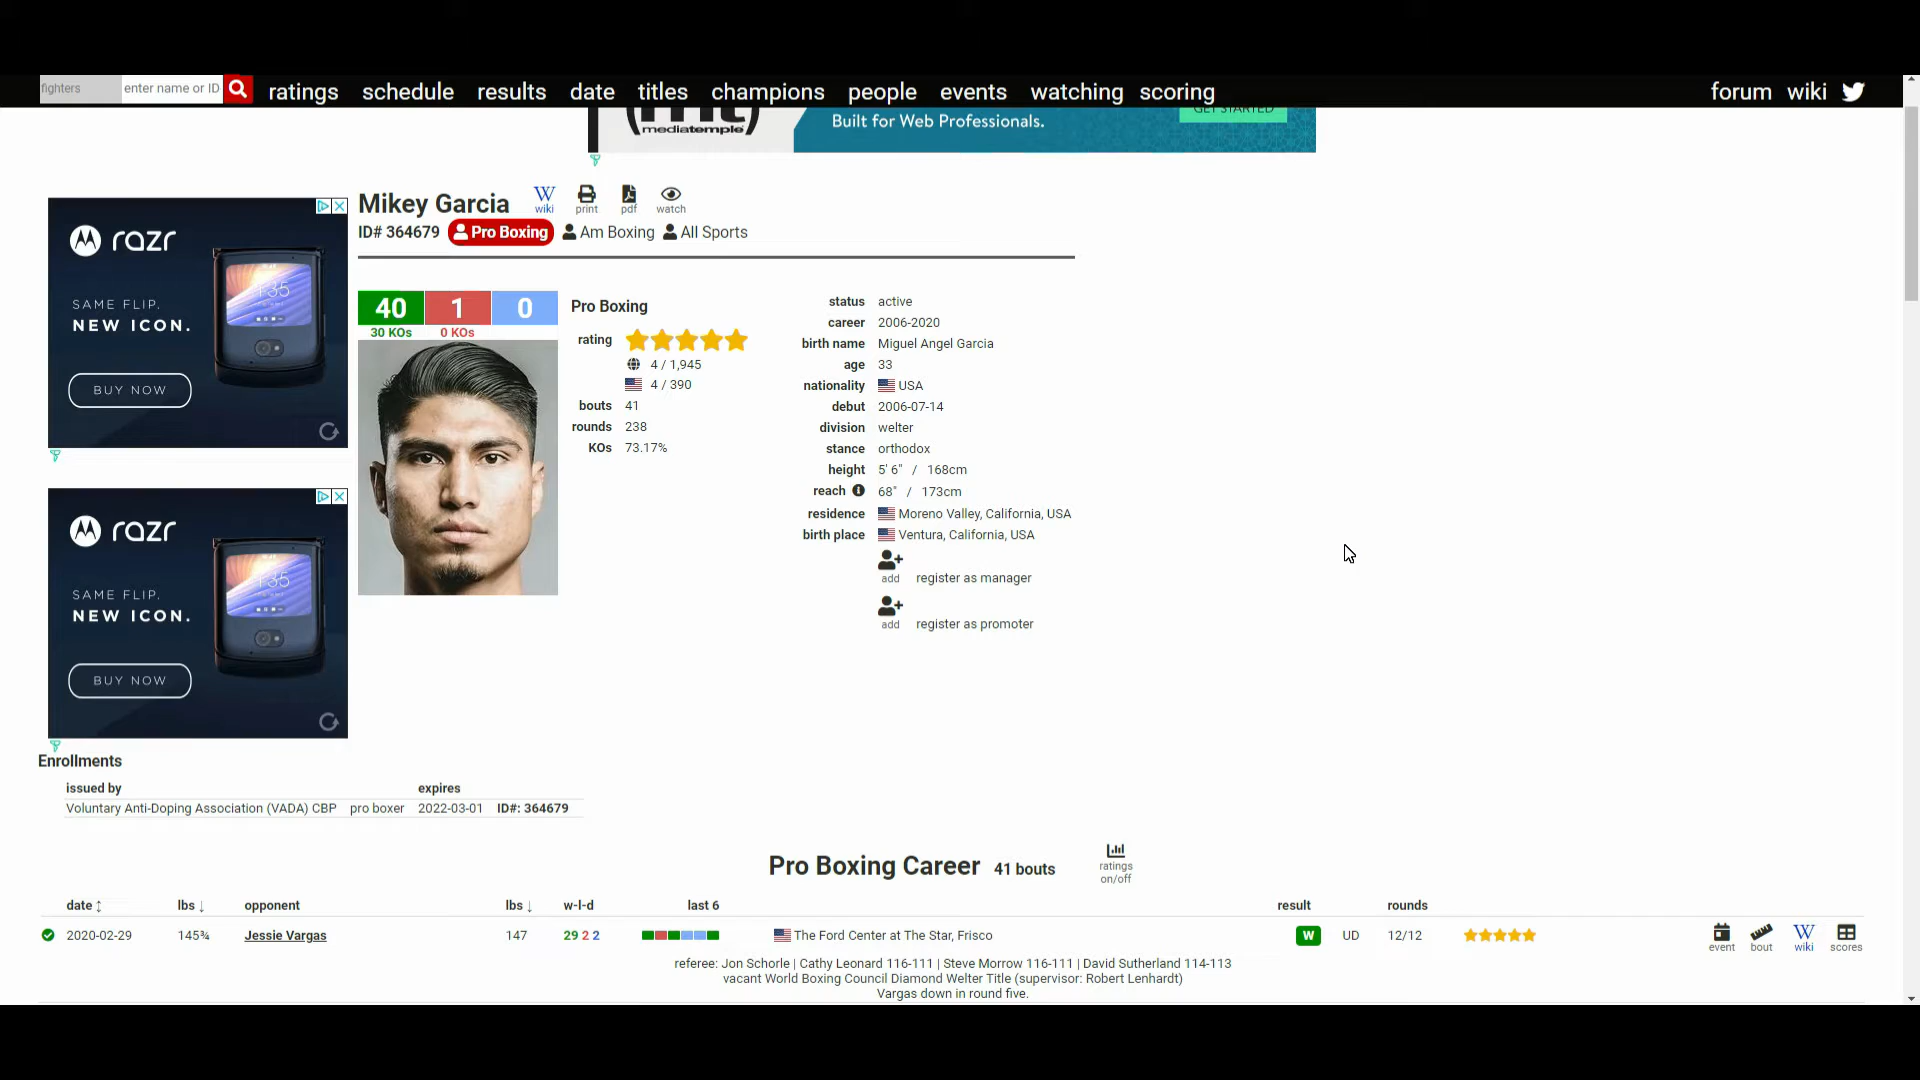 fighters enter name or ID ratings schedule results date titles champions people events watching scoring forum wiki
mediatemple Built for Web Professionals. GET STARTED
Mikey Garcia
W wiki print pdf watch
ID# 364679 Pro Boxing Am Boxing All Sports
razr
SAME FLIP.
NEW ICON.
BUY NOW
40 1 0
30 KOs 0 KOs
Pro Boxing
rating
4 / 1,945
4 / 390
bouts 41
rounds 238
KOs 73.17%
status active
career 2006-2020
birth name Miguel Angel Garcia
age 33
nationality USA
debut 2006-07-14
division welter
stance orthodox
height 5' 6" / 168cm
reach 68" / 173cm
residence Moreno Valley, California, USA
birth place Ventura, California, USA
add register as manager
add register as promoter
razr
SAME FLIP.
NEW ICON.
BUY NOW
Enrollments
issued by expires
Voluntary Anti-Doping Association (VADA) CBP pro boxer 2022-03-01 ID#: 364679
Pro Boxing Career 41 bouts
ratings
on/off
date lbs opponent lbs w-l-d last 6 result rounds
2020-02-29 145¾ Jessie Vargas 147 29 2 2 The Ford Center at The Star, Frisco W UD 12/12 event bout W wiki scores
referee: Jon Schorle | Cathy Leonard 116-111 | Steve Morrow 116-111 | David Sutherland 114-113
vacant World Boxing Council Diamond Welter Title (supervisor: Robert Lenhardt)
Vargas down in round five.